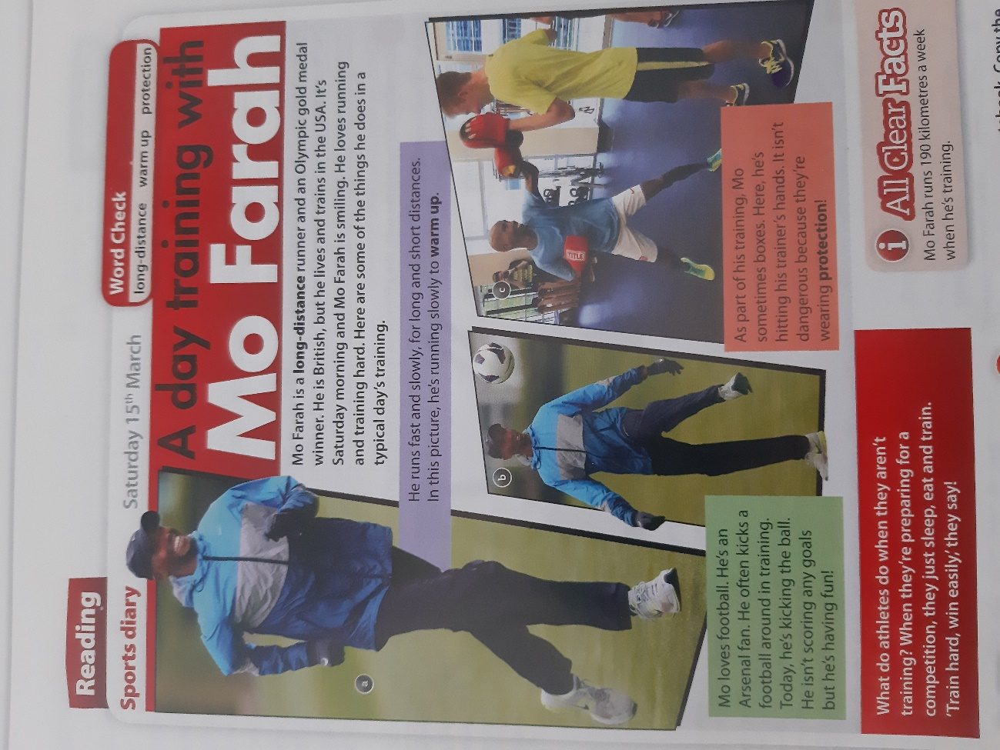 Reading
Sports diary Saturday 15th March
Word Check
long-distance warm up protection
A day training with
Mo Farah
Mo Farah is a long-distance runner and an Olympic gold medal
winner. He is British, but he lives and trains in the USA. It's
Saturday morning and Mo Farah is smiling. He loves running
and training hard. Here are some of the things he does in a
typical day's training.
He runs fast and slowly, for long and short distances.
In this picture, he's running slowly to warm up.
a
b
c
TITLE
Mo loves football. He's an
Arsenal fan. He often kicks a
football around in training.
Today, he's kicking the ball.
He isn't scoring any goals
but he's having fun!
As part of his training, Mo
sometimes boxes. Here, he's
hitting his trainer's hands. It isn't
dangerous because they're
wearing protection!
What do athletes do when they aren't
training? When they're preparing for a
competition, they just sleep, eat and train.
'Train hard, win easily,' they say!
i All Clear Facts
Mo Farah runs 190 kilometres a week
when he's training.
Copy the